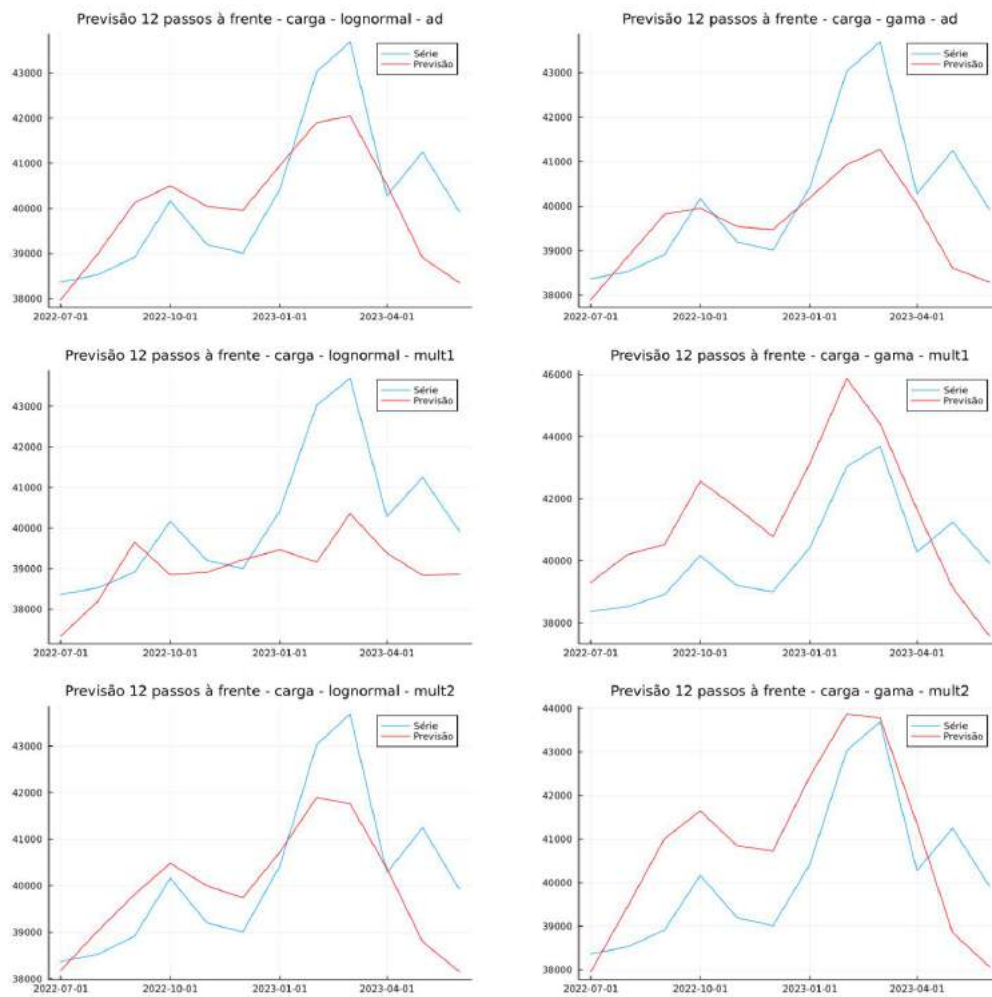 Previsão 12 passos à frente - carga - lognormal - ad
Série
Previsão
43000
42000
41000
40000
39000
38000
2022-07-01 2022-10-01 2023-01-01 2023-04-01
Previsão 12 passos à frente - carga - gama - ad
Série
Previsão
43000
42000
41000
40000
39000
38000
2022-07-01 2022-10-01 2023-01-01 2023-04-01
Previsão 12 passos à frente - carga - lognormal - mult1
Série
Previsão
43000
42000
41000
40000
39000
38000
2022-07-01 2022-10-01 2023-01-01 2023-04-01
Previsão 12 passos à frente - carga - gama - mult1
Série
Previsão
46000
44000
42000
40000
38000
2022-07-01 2022-10-01 2023-01-01 2023-04-01
Previsão 12 passos à frente - carga - lognormal - mult2
Série
Previsão
43000
42000
41000
40000
39000
38000
2022-07-01 2022-10-01 2023-01-01 2023-04-01
Previsão 12 passos à frente - carga - gama - mult2
Série
Previsão
44000
43000
42000
41000
40000
39000
38000
2022-07-01 2022-10-01 2023-01-01 2023-04-01